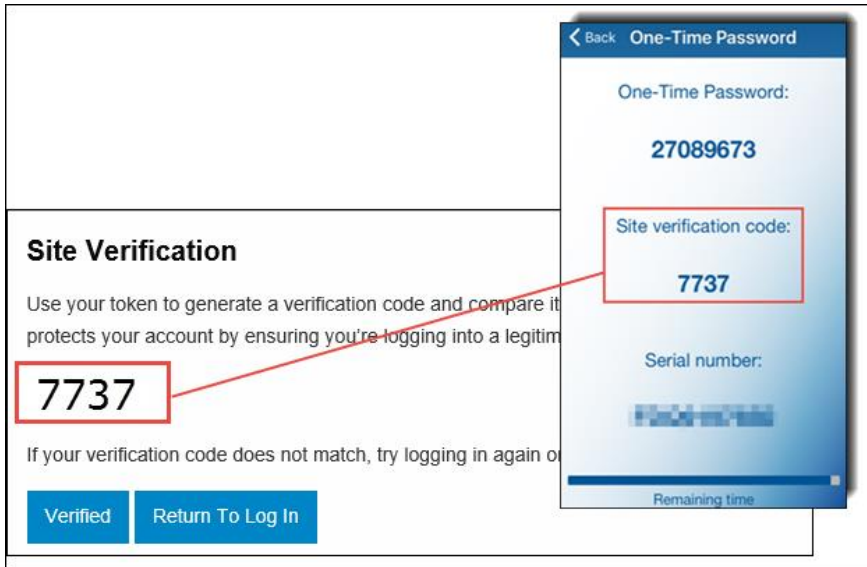 Back One-Time Password
One-Time Password:
27089673
Site verification code:
7737
Serial number:
Remaining time
Site Verification
Use your token to generate a verification code and compare it
protects your account by ensuring you're logging into a
7737
If your verification code does not match, try logging in again
Verified Return To Log In